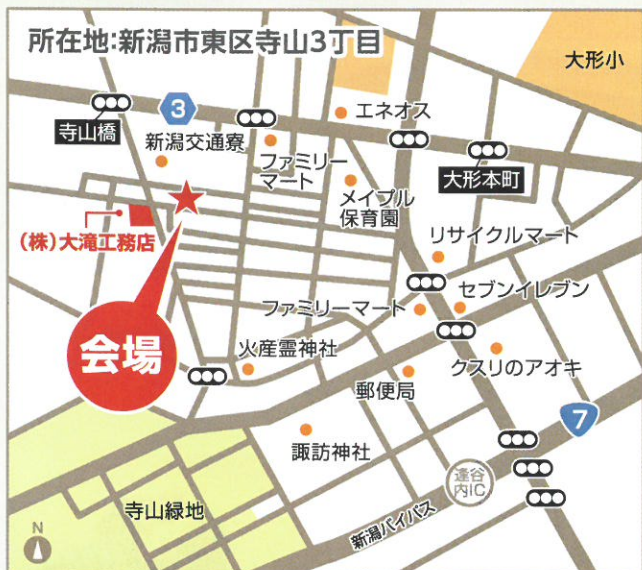 所在地:新潟市東区寺山3丁目
大形小
3
エネオス
寺山橋
新潟交通寮
ファミリー
マート
大形本町
メイプル
保育園
(株)大滝工務店
リサイクルマート
会場
ファミリーマート
セブンイレブン
火産霊神社
クスリのアオキ
郵便局
7
諏訪神社
逢谷
内IC
寺山緑地
新潟バイパス
N